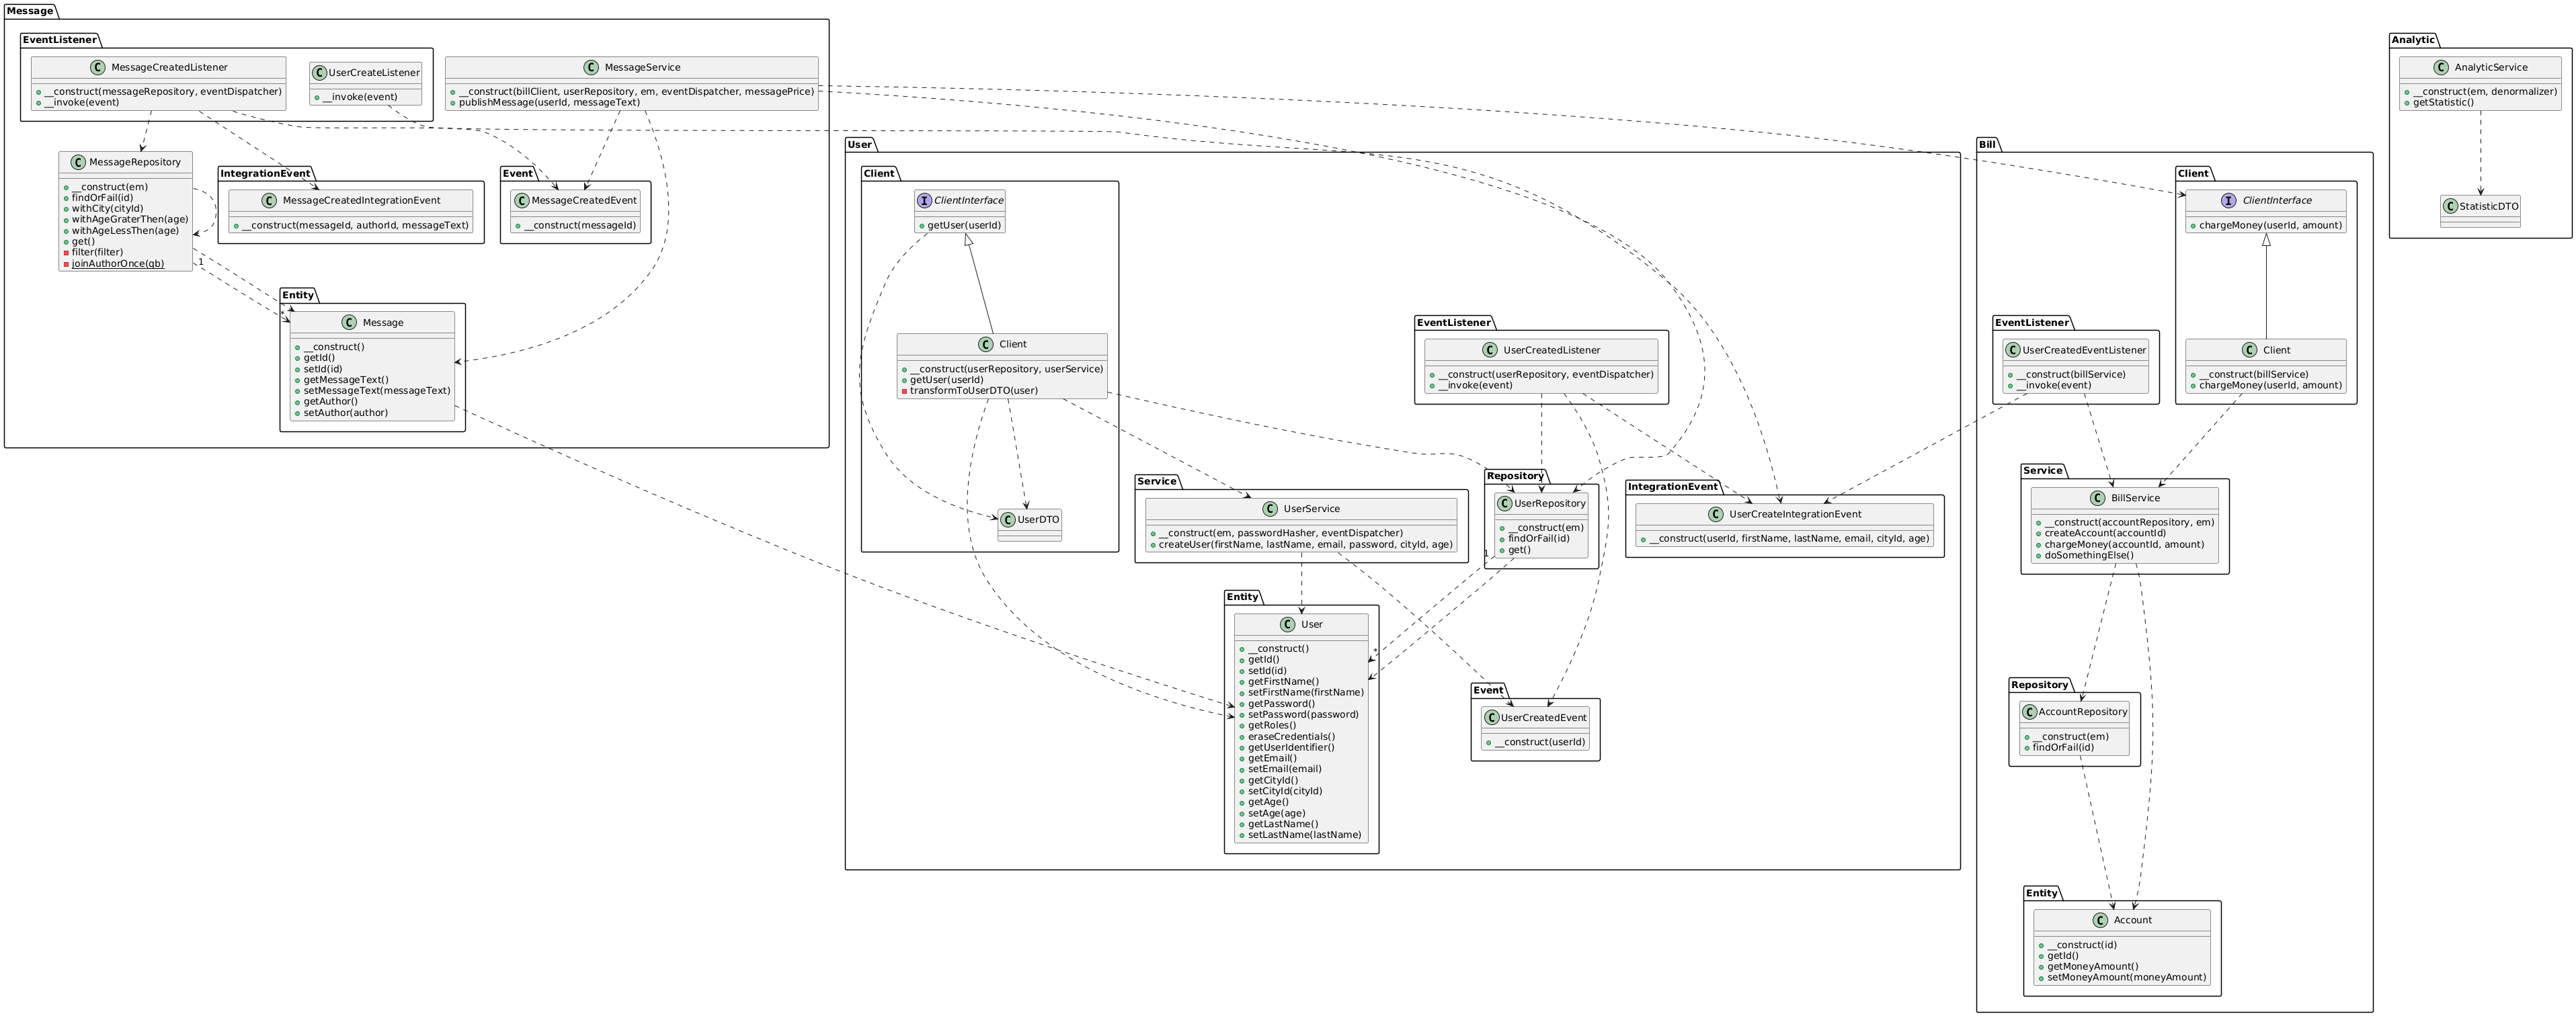 Message
EventListener
C MessageCreatedListener
__construct(messageRepository, eventDispatcher)
__invoke(event)
C UserCreateListener
__invoke(event)
C MessageService
__construct(billClient, userRepository, em, eventDispatcher, messagePrice)
publishMessage(userId, messageText)
C MessageRepository
__construct(em)
findOrFail(id)
withCity(cityId)
withAgeGraterThen(age)
withAgeLessThen(age)
get()
filter(filter)
joinAuthorOnce(qb)
IntegrationEvent
C MessageCreatedIntegrationEvent
__construct(messageId, authorId, messageText)
Event
C MessageCreatedEvent
__construct(messageId)
1
*
Entity
C Message
__construct()
getId()
setId(id)
getMessageText()
setMessageText(messageText)
getAuthor()
setAuthor(author)
User
Client
I ClientInterface
getUser(userId)
C Client
__construct(userRepository, userService)
getUser(userId)
transformToUserDTO(user)
C UserDTO
EventListener
C UserCreatedListener
__construct(userRepository, eventDispatcher)
__invoke(event)
Service
C UserService
__construct(em, passwordHasher, eventDispatcher)
createUser(firstName, lastName, email, password, cityId, age)
Repository
C UserRepository
__construct(em)
findOrFail(id)
get()
1
*
IntegrationEvent
C UserCreateIntegrationEvent
__construct(userId, firstName, lastName, email, cityId, age)
Entity
C User
__construct()
getId()
setId(id)
getFirstName()
setFirstName(firstName)
getPassword()
setPassword(password)
getRoles()
eraseCredentials()
getUserIdentifier()
getEmail()
setEmail(email)
getCityId()
setCityId(cityId)
getAge()
setAge(age)
getLastName()
setLastName(lastName)
Event
C UserCreatedEvent
__construct(userId)
Bill
Client
I ClientInterface
chargeMoney(userId, amount)
EventListener
C UserCreatedEventListener
__construct(billService)
__invoke(event)
C Client
__construct(billService)
chargeMoney(userId, amount)
Service
C BillService
__construct(accountRepository, em)
createAccount(accountId)
chargeMoney(accountId, amount)
doSomethingElse()
Repository
C AccountRepository
__construct(em)
findOrFail(id)
Entity
C Account
__construct(id)
getId()
getMoneyAmount()
setMoneyAmount(moneyAmount)
Analytic
C AnalyticService
__construct(em, denormalizer)
getStatistic()
C StatisticDTO